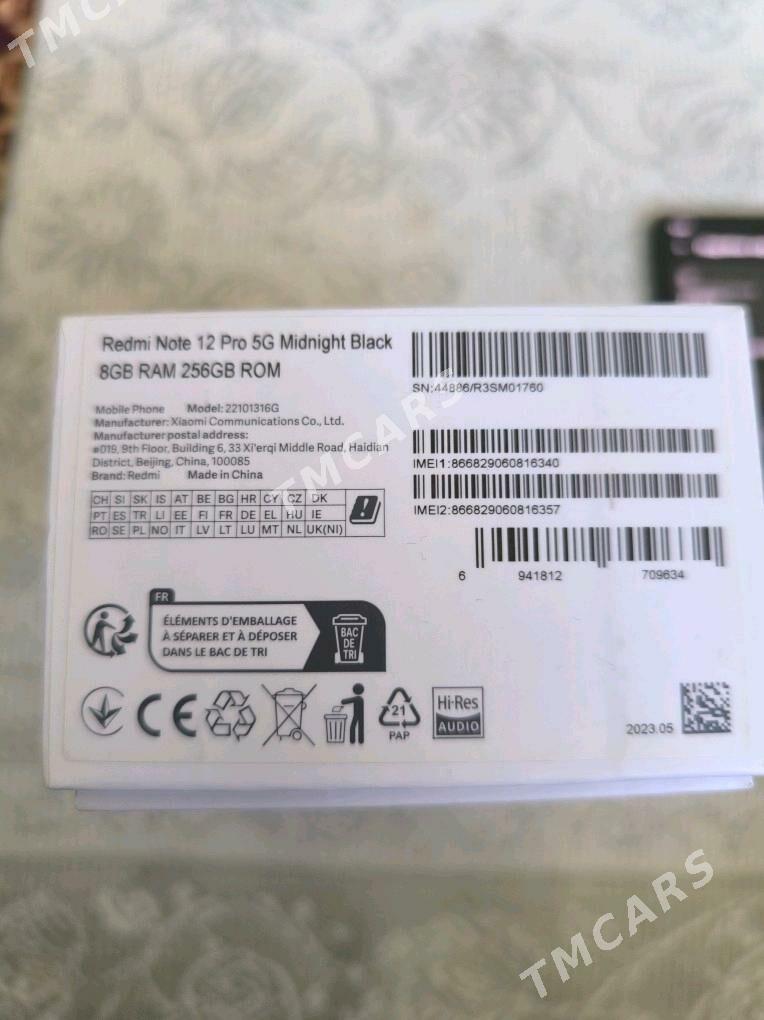 TMCARS
Redmi Note 12 Pro 5G Midnight Black
8GB RAM 256GB ROM
Mobile Phone Model: 22101316G
Manufacturer: Xiaomi Communications Co., Ltd.
Manufacturer postal address:
#019, 9th Floor, Building 6, 33 Xi'erqi Middle Road, Haidian
District, Beijing, China, 100085
Brand: Redmi Made in China
CH SI SK IS AT BE BG HR CY CZ DK
PT ES TR LI EE FI FR DE EL HU IE
RO SE PL NO IT LV LT LU MT NL UK(NI)
SN:44886/R3SM01760
IMEI1:866829060816340
IMEI2:866829060816357
6 941812 709634
TMCARS
FR
ÉLÉMENTS D'EMBALLAGE
À SÉPARER ET À DÉPOSER
DANS LE BAC DE TRI
BAC
DE
TRI
CE
21
PAP
Hi-Res
AUDIO
2023.05
TMCARS